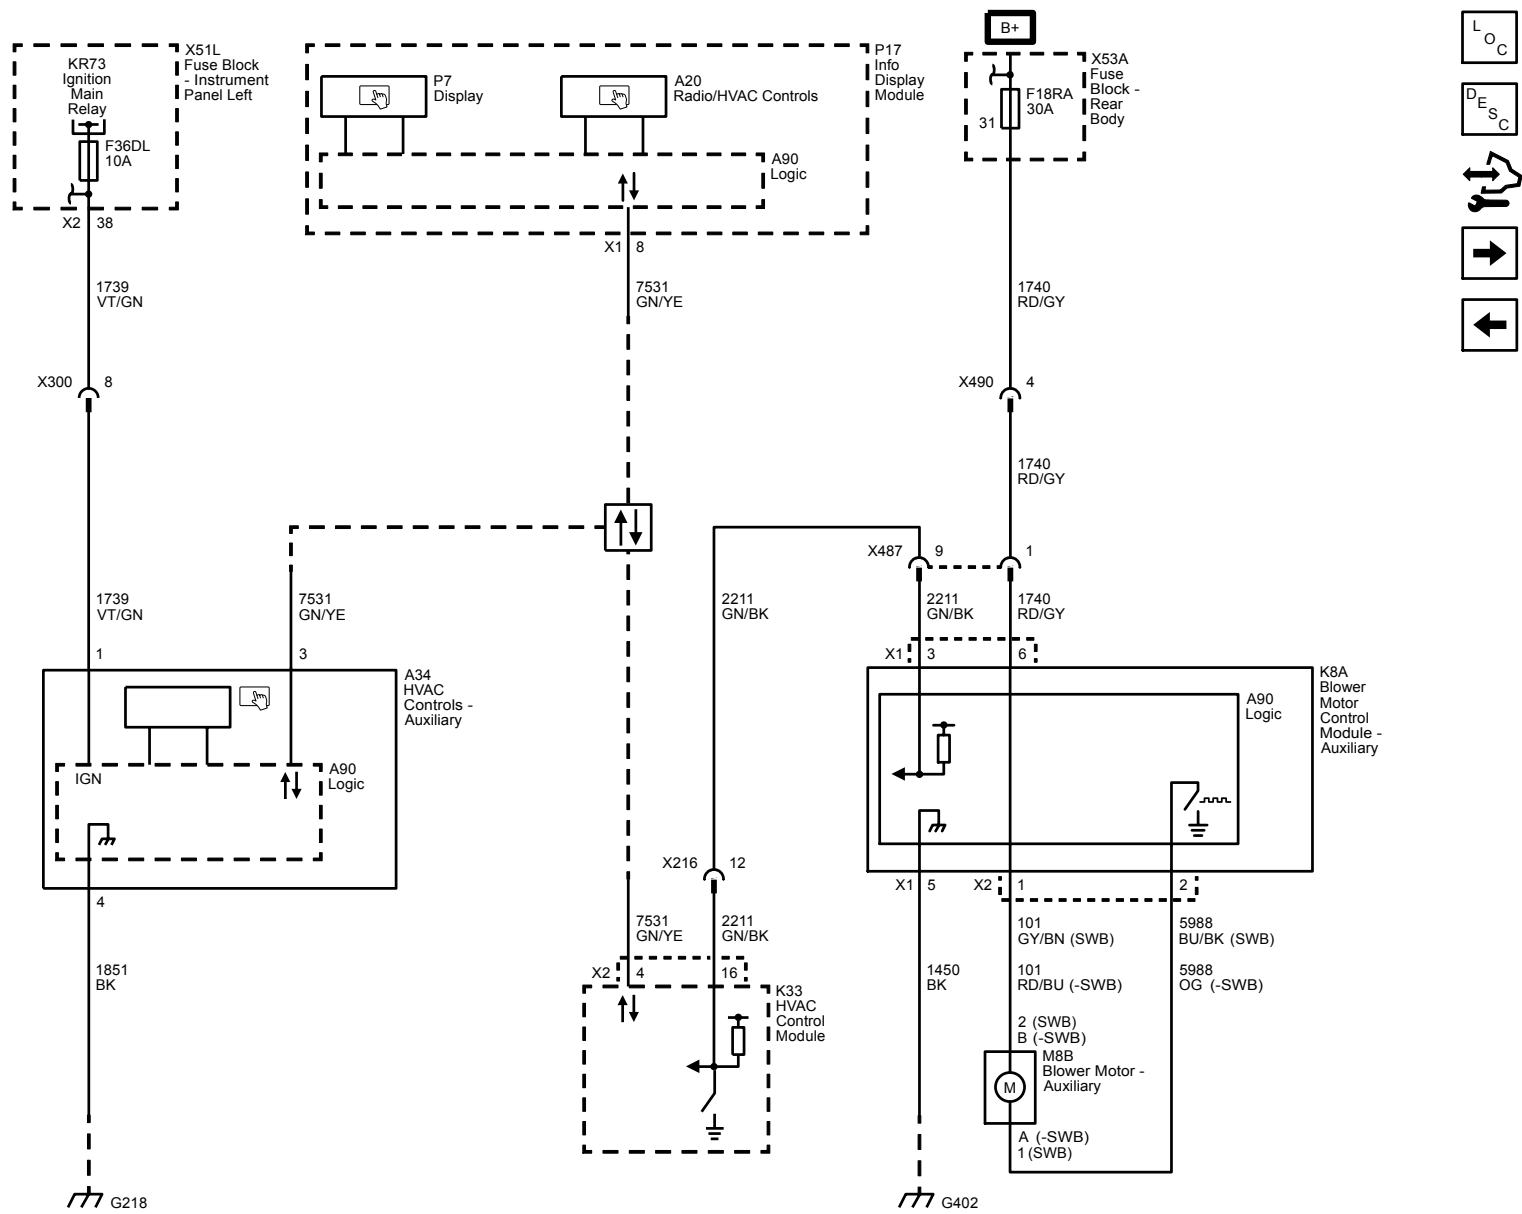 B+
X51L
Fuse Block
- Instrument
Panel Left
KR73
Ignition
Main
Relay
F36DL
10A
X2 38
P17
Info
Display
Module
P7
Display
A20
Radio/HVAC Controls
A90
Logic
X1 8
X53A
Fuse
Block -
Rear
Body
F18RA
30A
31
L
O
C
D
E
S
C
1739
VT/GN
7531
GN/YE
1740
RD/GY
X300 8
X490 4
1740
RD/GY
X487 9 1
1739
VT/GN
7531
GN/YE
2211
GN/BK
2211
GN/BK
1740
RD/GY
1
3
X1 3 6
A34
HVAC
Controls -
Auxiliary
A90
Logic
IGN
4
K8A
Blower
Motor
Control
Module -
Auxiliary
A90
Logic
X216 12
X1 5
X2 1 2
7531
GN/YE
2211
GN/BK
101
GY/BN (SWB)
5988
BU/BK (SWB)
1851
BK
1450
BK
101
RD/BU (-SWB)
5988
OG (-SWB)
X2 4 16
K33
HVAC
Control
Module
2 (SWB)
B (-SWB)
M8B
Blower Motor -
Auxiliary
M
A (-SWB)
1 (SWB)
G218
G402